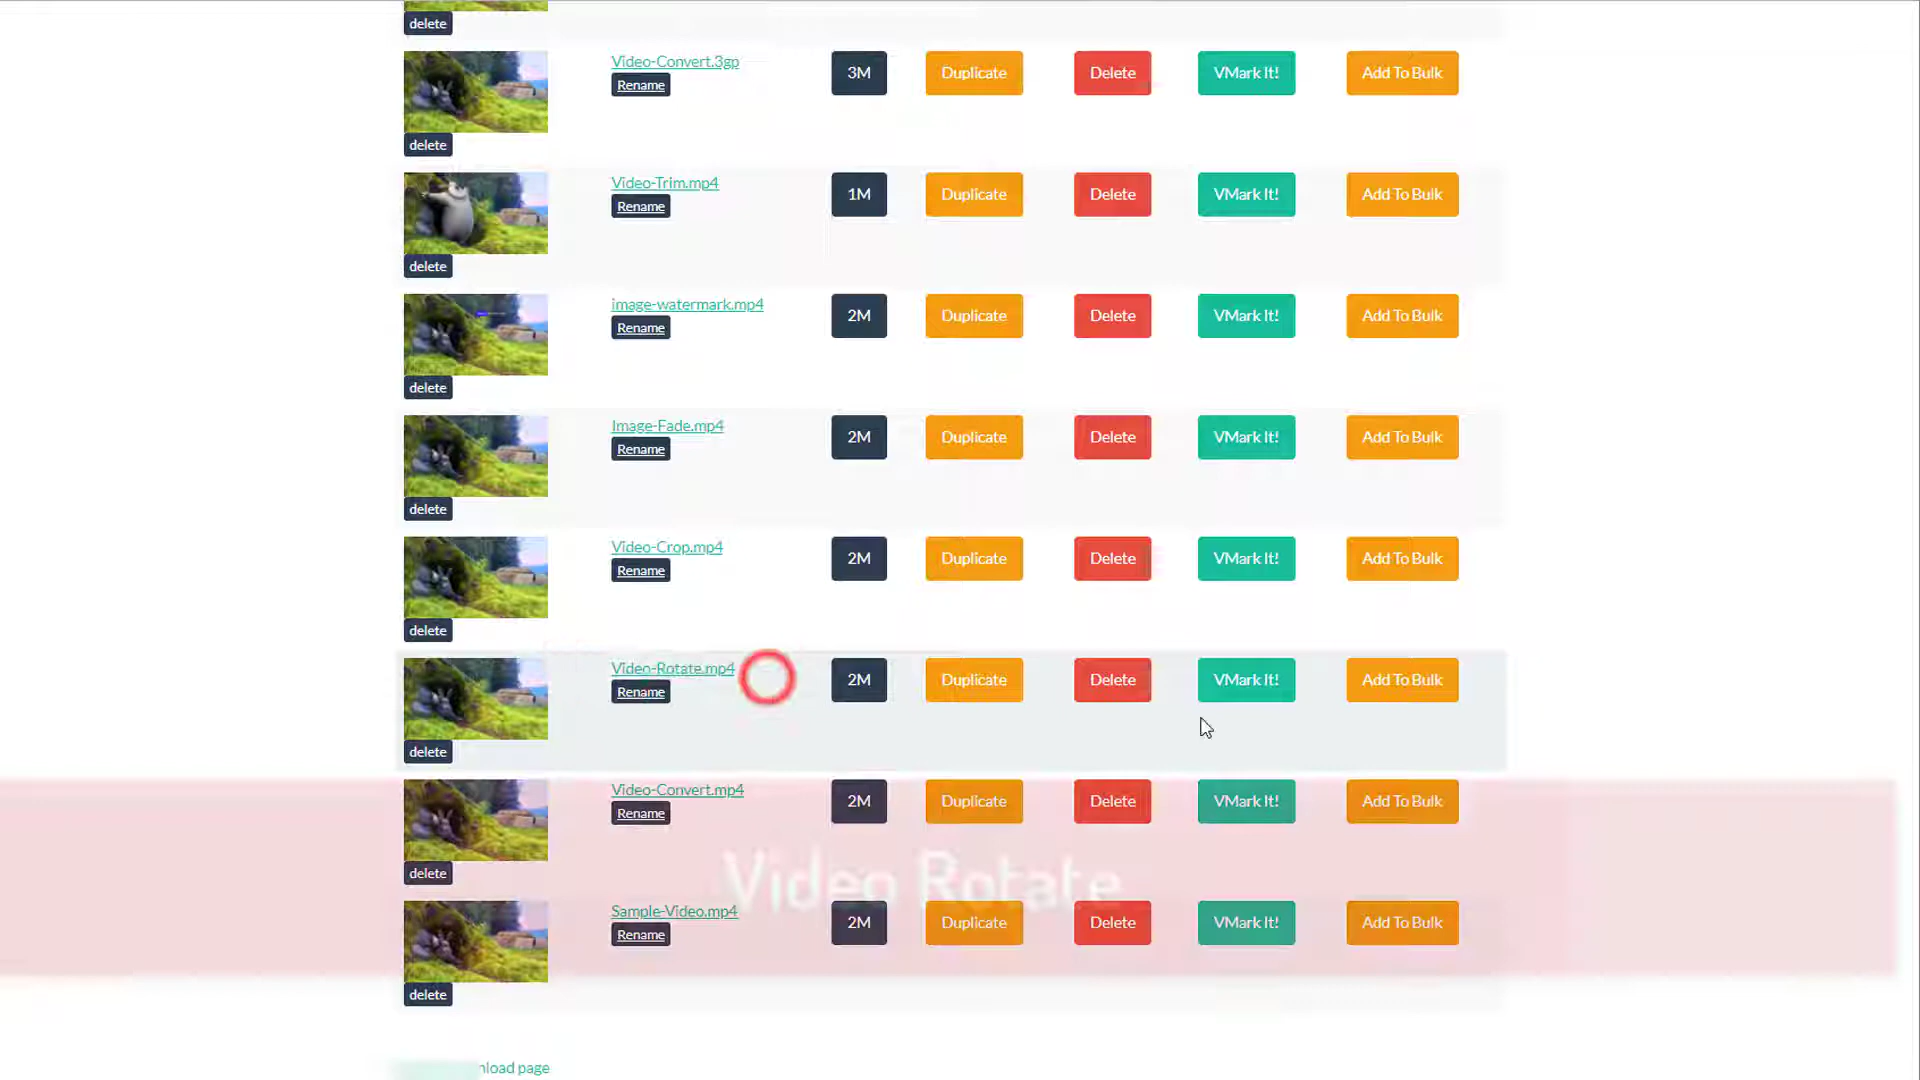 delete
Video-Convert.3gp 3M Duplicate Delete VMark It! Add To Bulk
Rename
delete
Video-Trim.mp4 1M Duplicate Delete VMark It! Add To Bulk
Rename
delete
image-watermark.mp4 2M Duplicate Delete VMark It! Add To Bulk
Rename
delete
Image-Fade.mp4 2M Duplicate Delete VMark It! Add To Bulk
Rename
delete
Video-Crop.mp4 2M Duplicate Delete VMark It! Add To Bulk
Rename
delete
Video-Rotate.mp4 2M Duplicate Delete VMark It! Add To Bulk
Rename
delete
Video-Convert.mp4 2M Duplicate Delete VMark It! Add To Bulk
Rename
delete
Video Rotate
Sample-Video.mp4 2M Duplicate Delete VMark It! Add To Bulk
Rename
delete
page